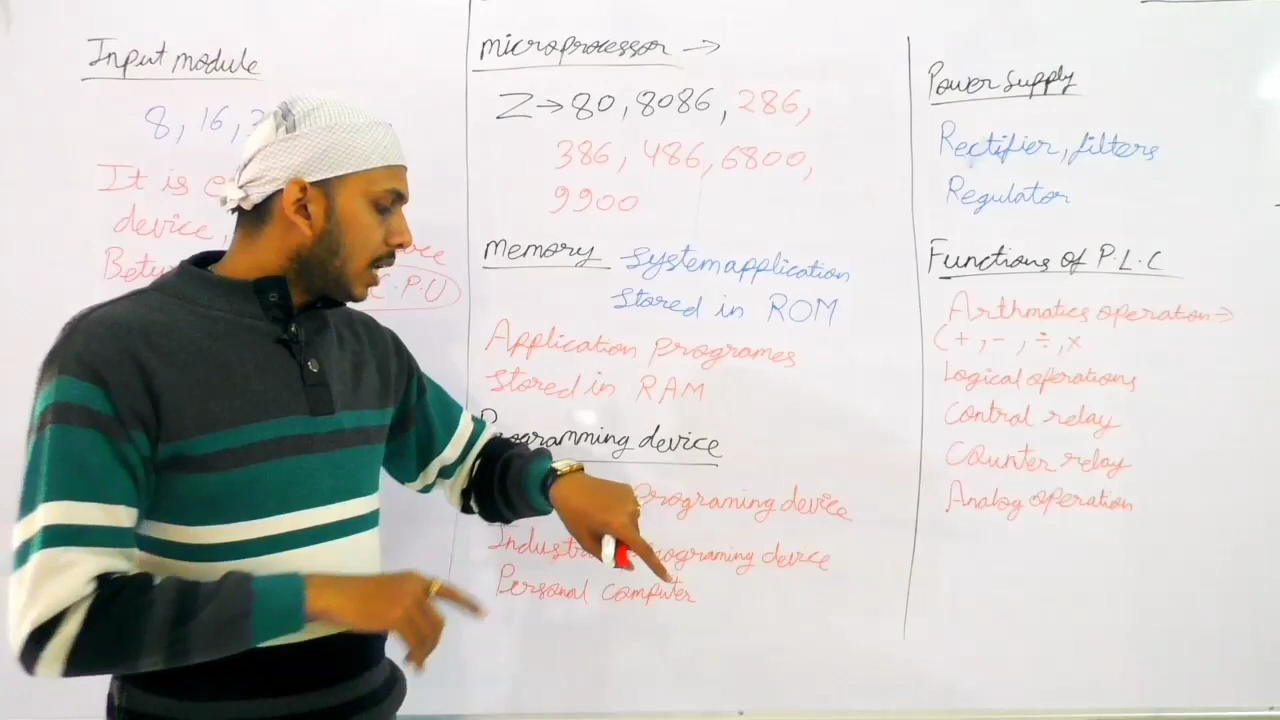 Input module
8, 16,
It is
device,
Betw
C.P.U
microprocessor →
Z→80, 8086, 286,
386, 486, 6800,
9900
Memory System application
Stored in ROM
Application programes
Stored in RAM
Programming device
programing device
Industr programing device
Personal computer
Power supply
Rectifier, filters
Regulator
Functions of P.L.C
Arthmatics operation →
(+, -, ÷, ×
Logical operations
Control relay
Counter relay
Analog operation